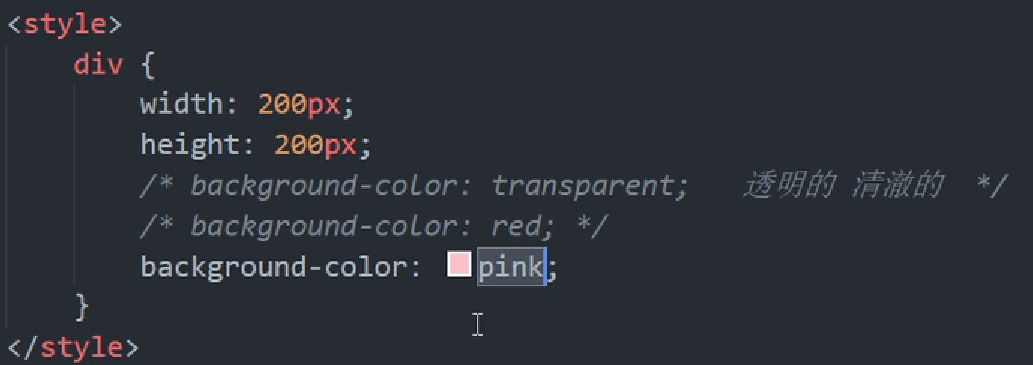 <style>
div {
width: 200px;
height: 200px;
/* background-color: transparent;   透明的 清澈的  */
/* background-color: red; */
background-color: pink;
}
</style>